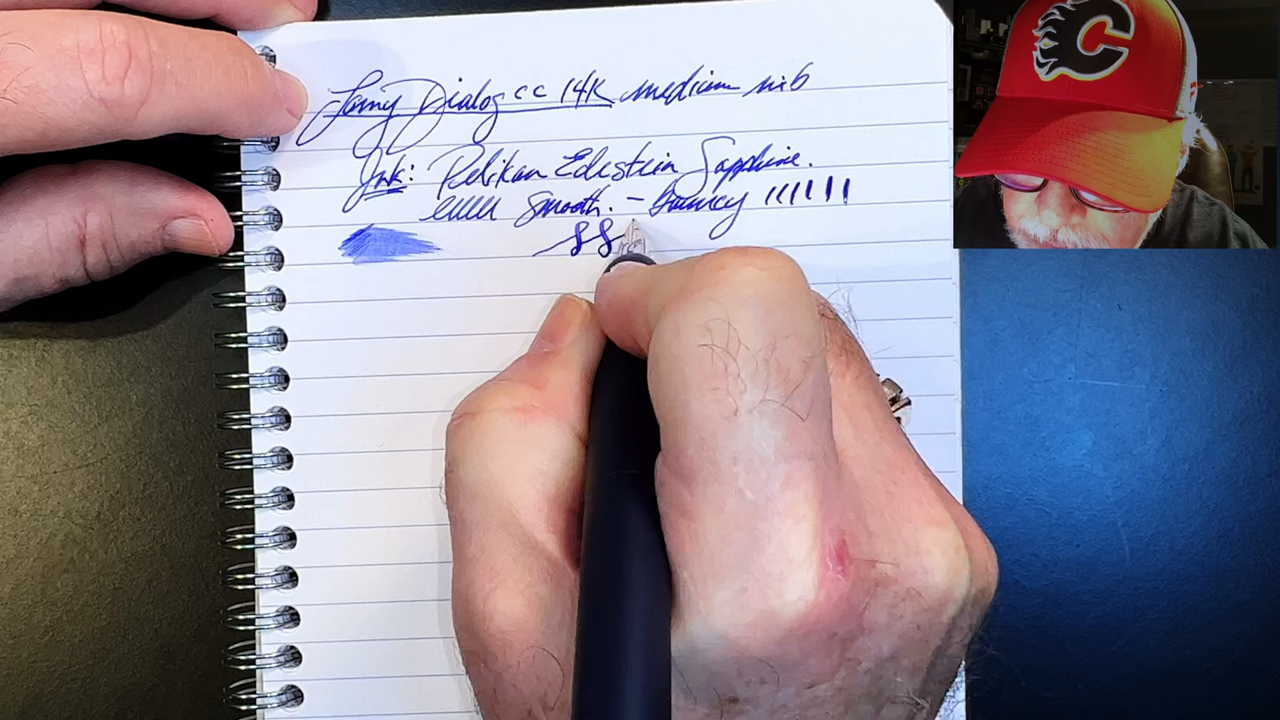 Lamy Dialog cc 14K medium nib
Ink: Pelikan Edelstein Sapphire.
Smooth. - bouncy
C